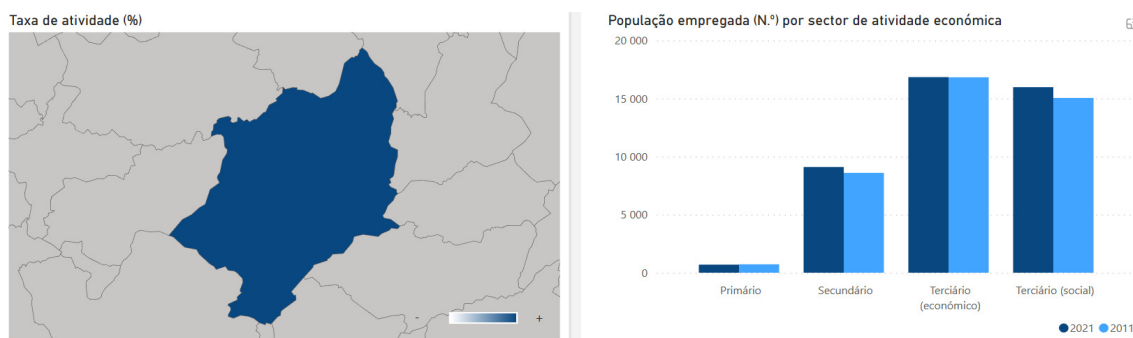 Taxa de atividade (%)
- +
População empregada (N.º) por sector de atividade económica
20 000
15 000
10 000
5 000
0
Primário
Secundário
Terciário
(económico)
Terciário (social)
2021 2011